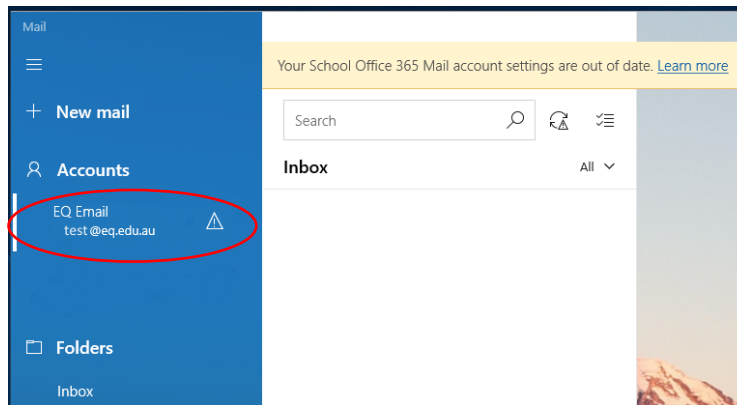 Mail
Your School Office 365 Mail account settings are out of date. Learn more
New mail
Search
Accounts
Inbox
All
EQ Email
test@eq.edu.au
Folders
Inbox